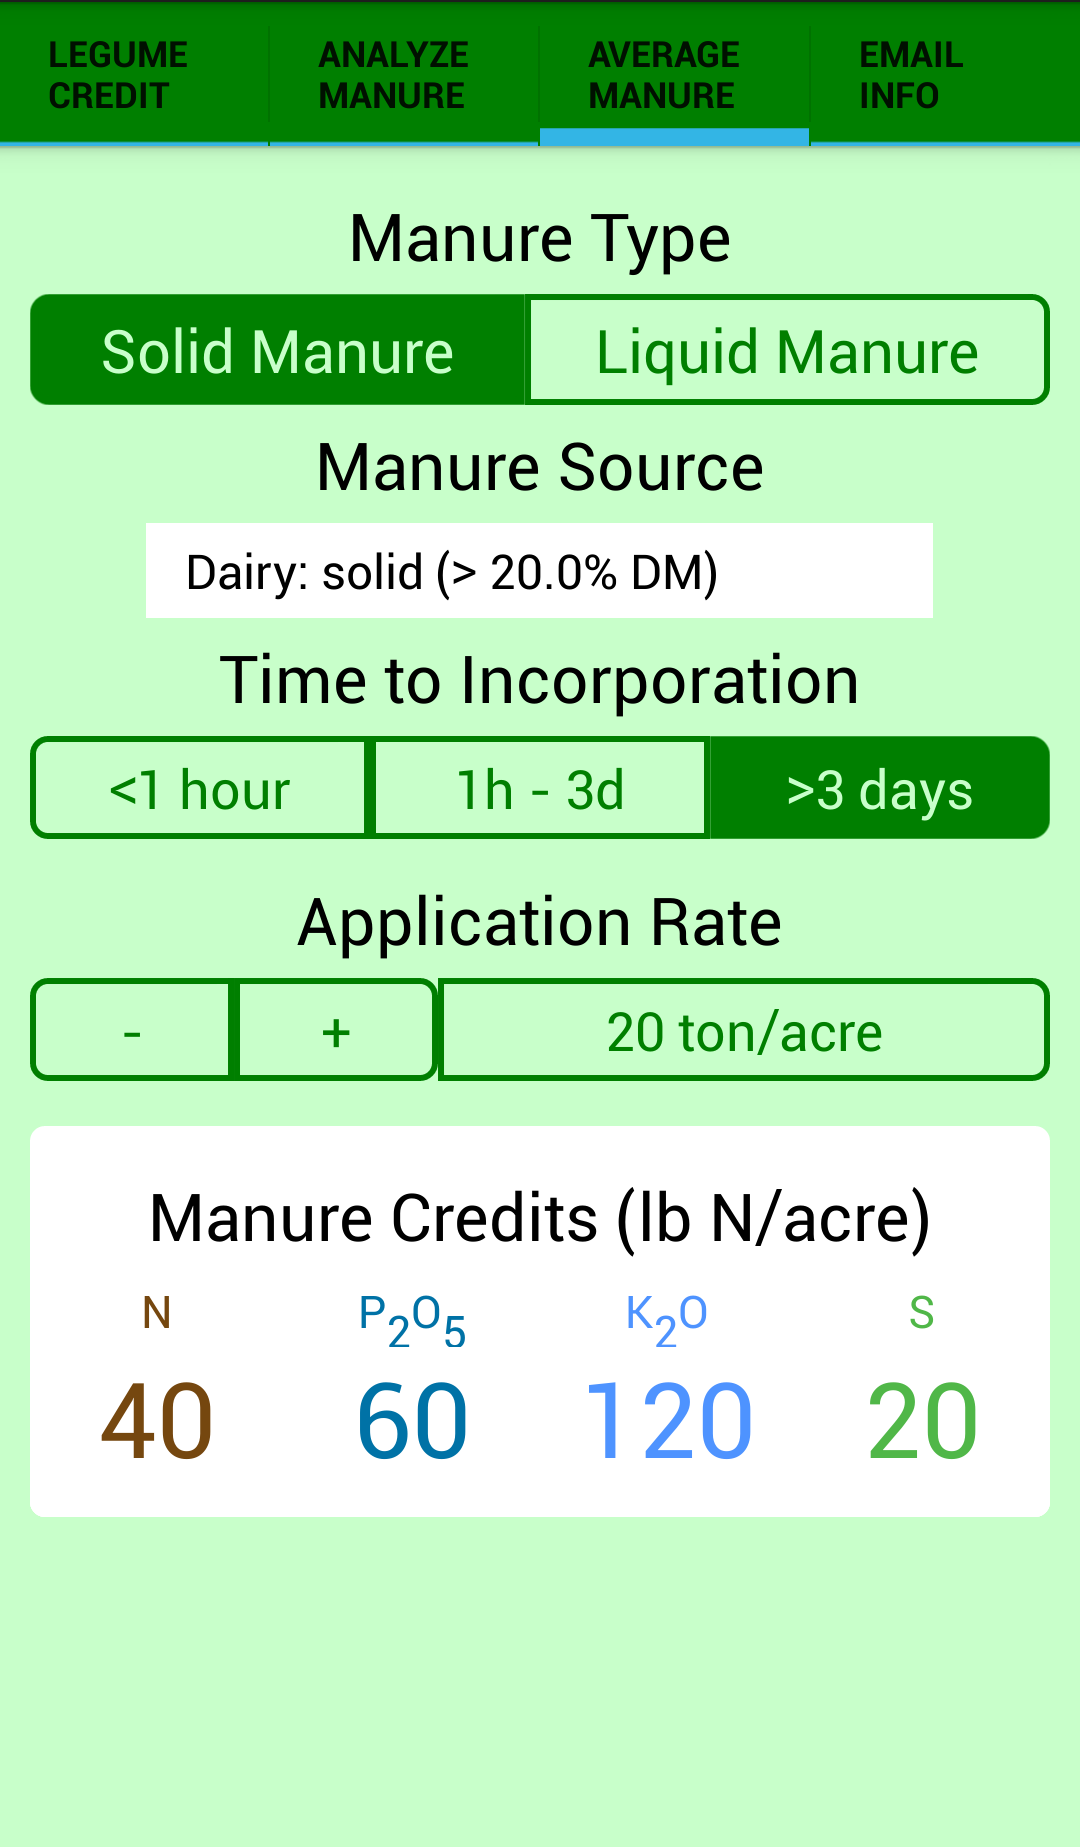 LEGUME CREDIT
ANALYZE MANURE
AVERAGE MANURE
EMAIL INFO
Manure Type
Solid Manure Liquid Manure
Manure Source
Dairy: solid (> 20.0% DM)
Time to Incorporation
<1 hour 1h - 3d >3 days
Application Rate
- + 20 ton/acre
Manure Credits (lb N/acre)
N P₂O₅ K₂O S
40 60 120 20